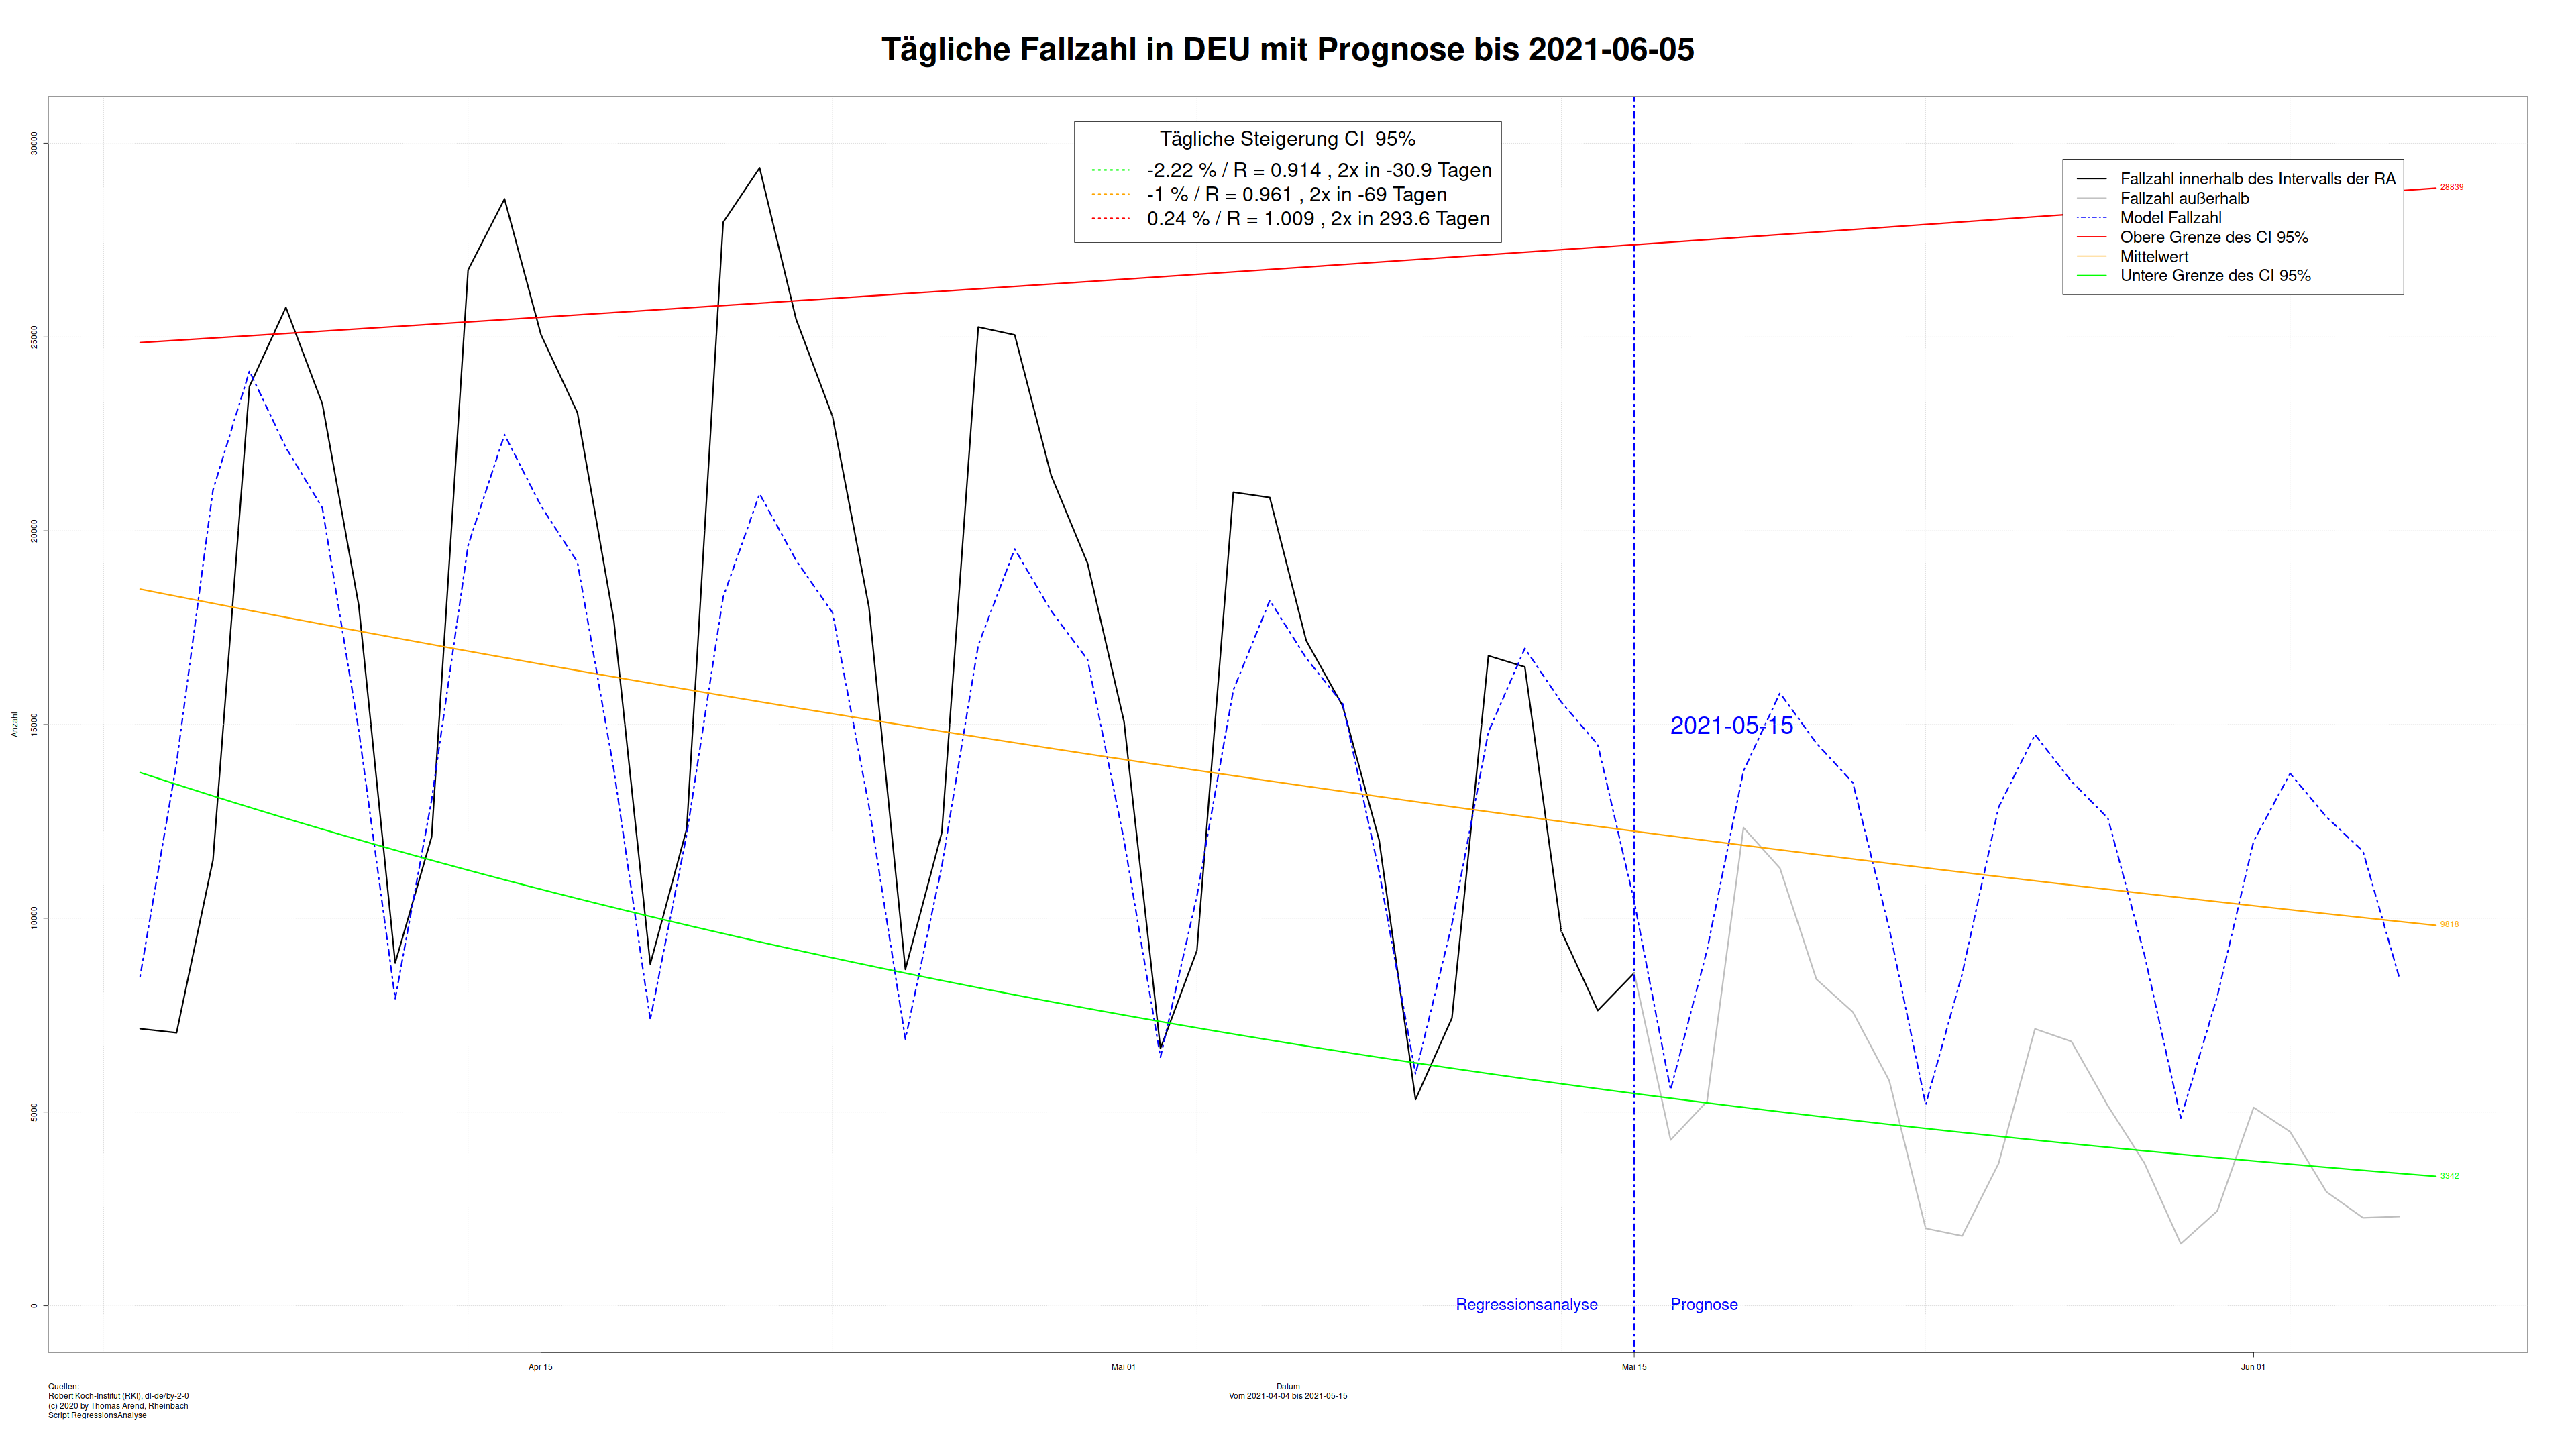 Tägliche Fallzahl in DEU mit Prognose bis 2021-06-05
Tägliche Steigerung CI 95%
-2.22 % / R = 0.914 , 2x in -30.9 Tagen
-1 % / R = 0.961 , 2x in -69 Tagen
0.24 % / R = 1.009 , 2x in 293.6 Tagen
Fallzahl innerhalb des Intervalls der RA
Fallzahl außerhalb
Model Fallzahl
Obere Grenze des CI 95%
Mittelwert
Untere Grenze des CI 95%
28839
9818
3342
2021-05-15
Regressionsanalyse
Prognose
Anzahl
30000
25000
20000
15000
10000
5000
0
Apr 15
Mai 01
Mai 15
Jun 01
Datum
Vom 2021-04-04 bis 2021-05-15
Quellen:
Robert Koch-Institut (RKI), dl-de/by-2-0
(c) 2020 by Thomas Arend, Rheinbach
Script RegressionsAnalyse